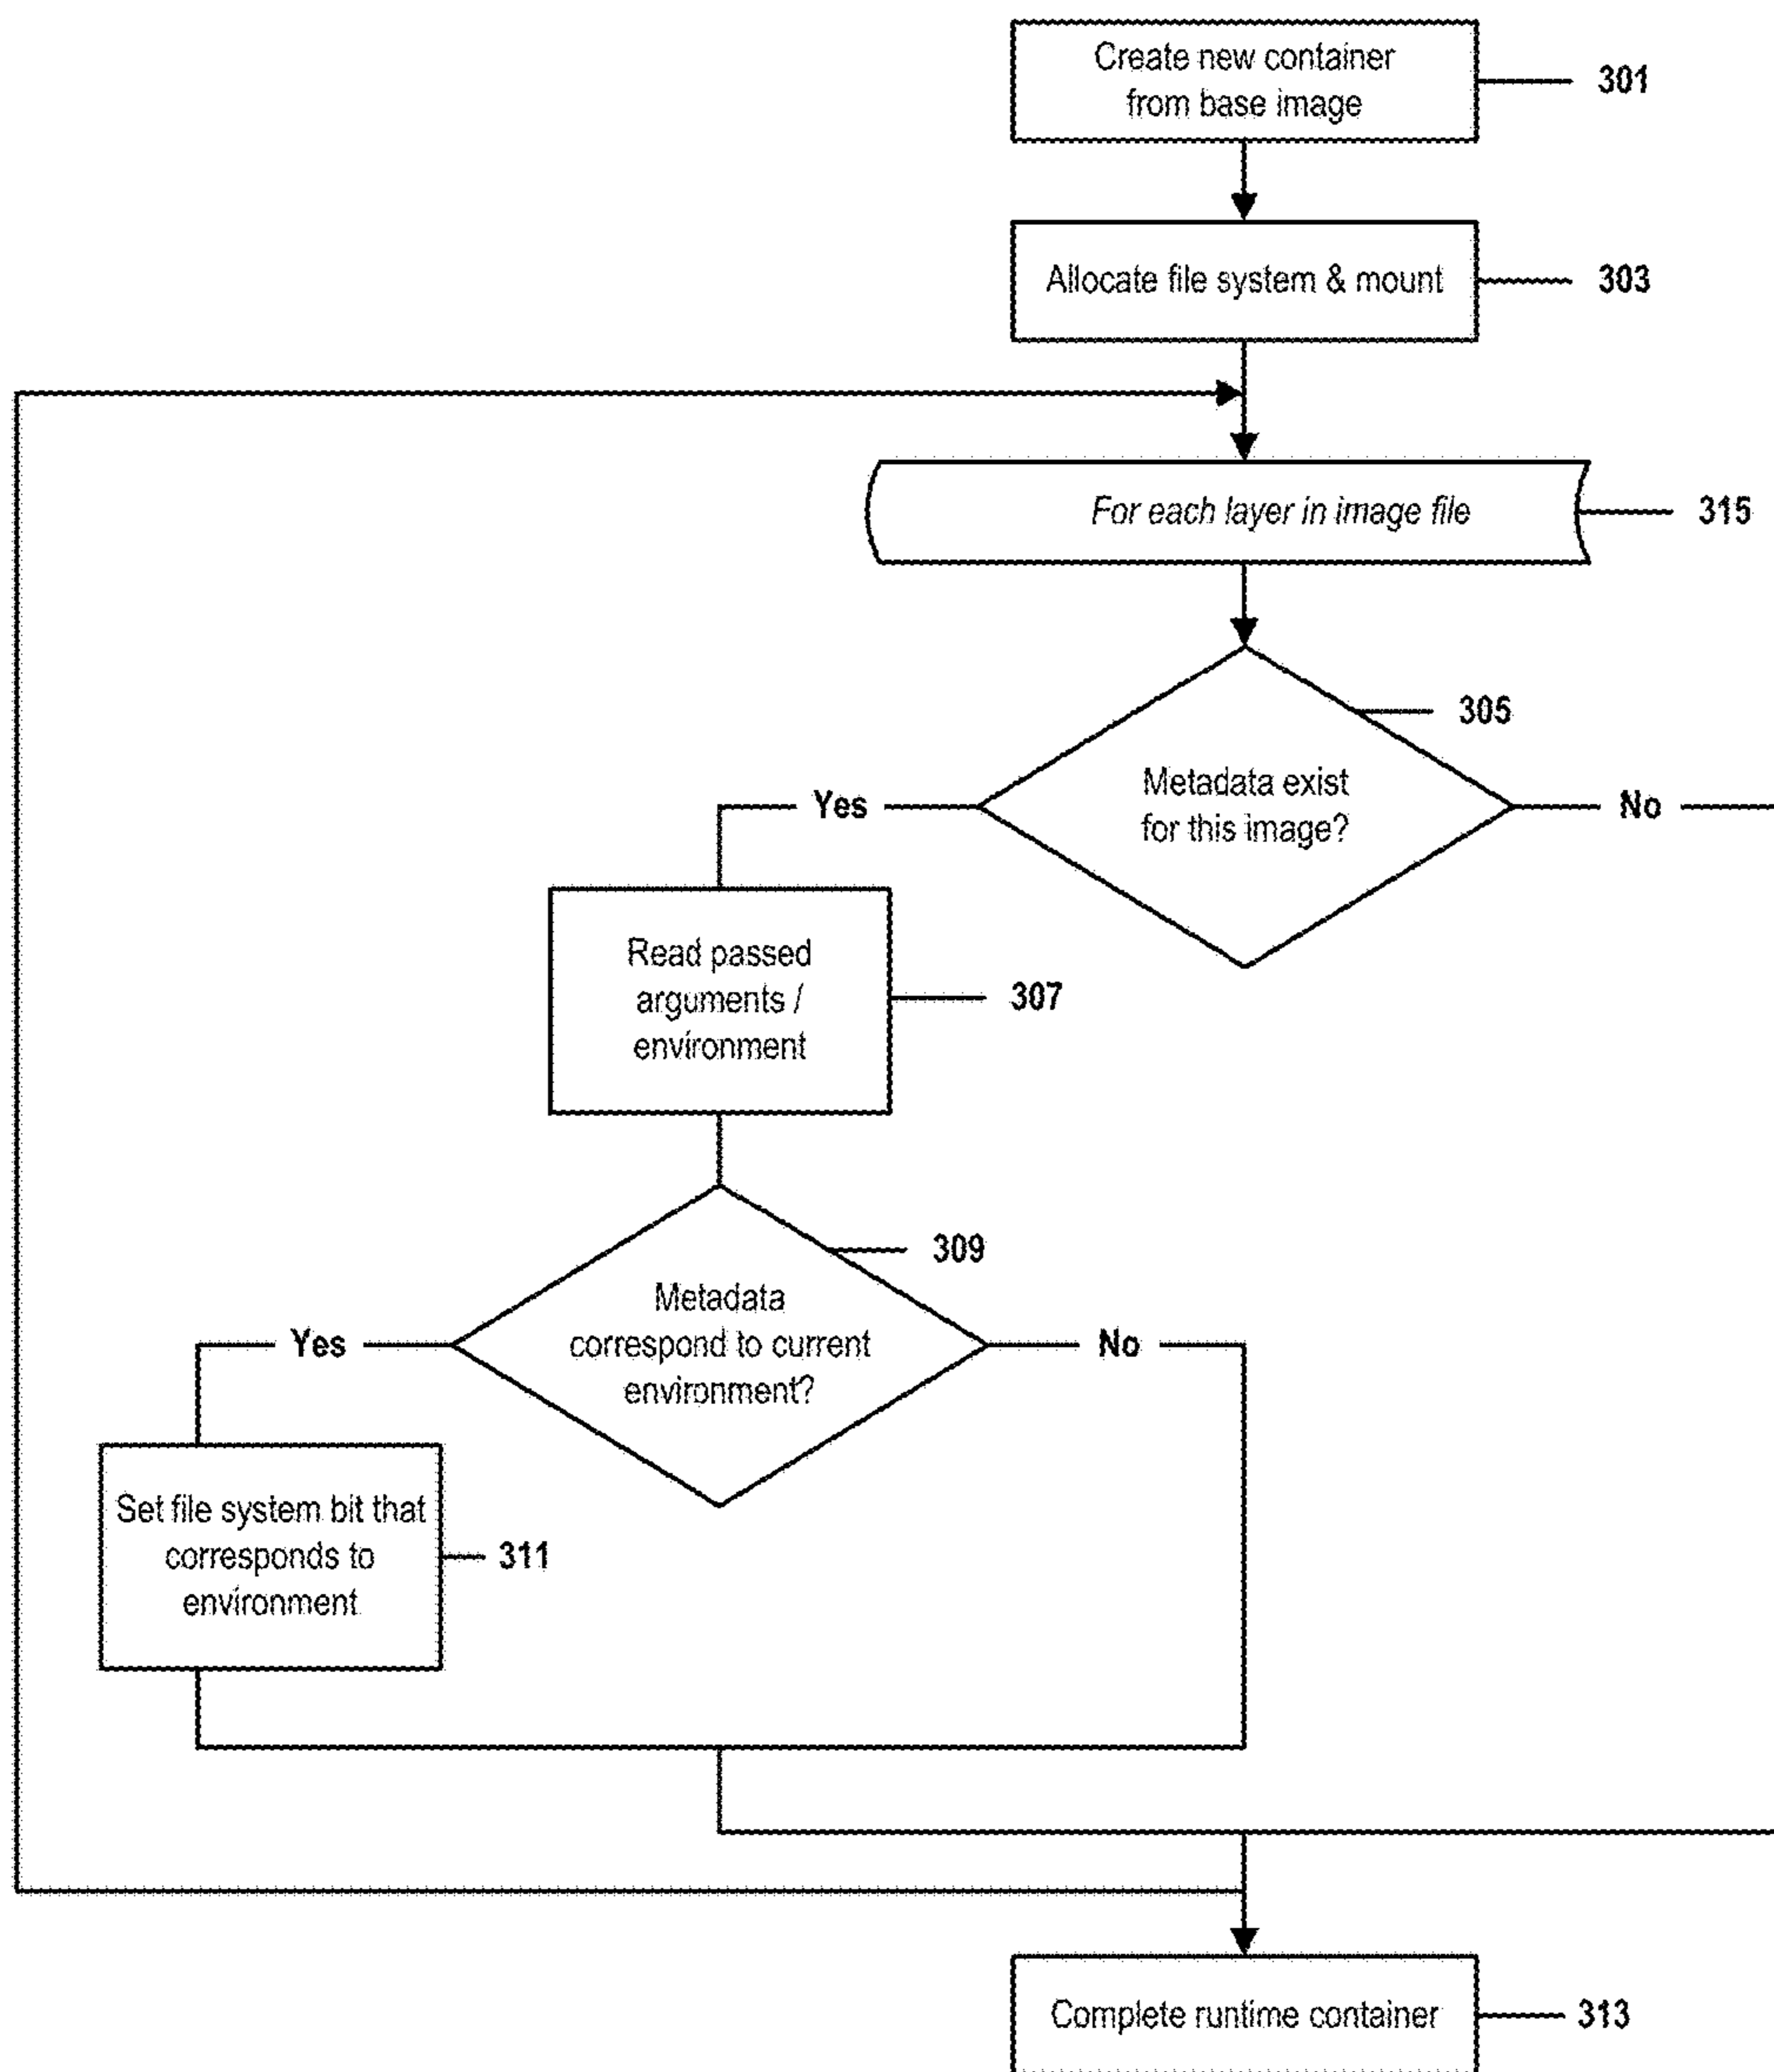 Create new container
from base image
301
Allocate file system & mount
303
For each layer in image file
315
305
Metadata exist
for this image?
Yes
No
Read passed
arguments /
environment
307
309
Metadata
correspond to current
environment?
Yes
No
Set file system bit that
corresponds to
environment
311
Complete runtime container
313